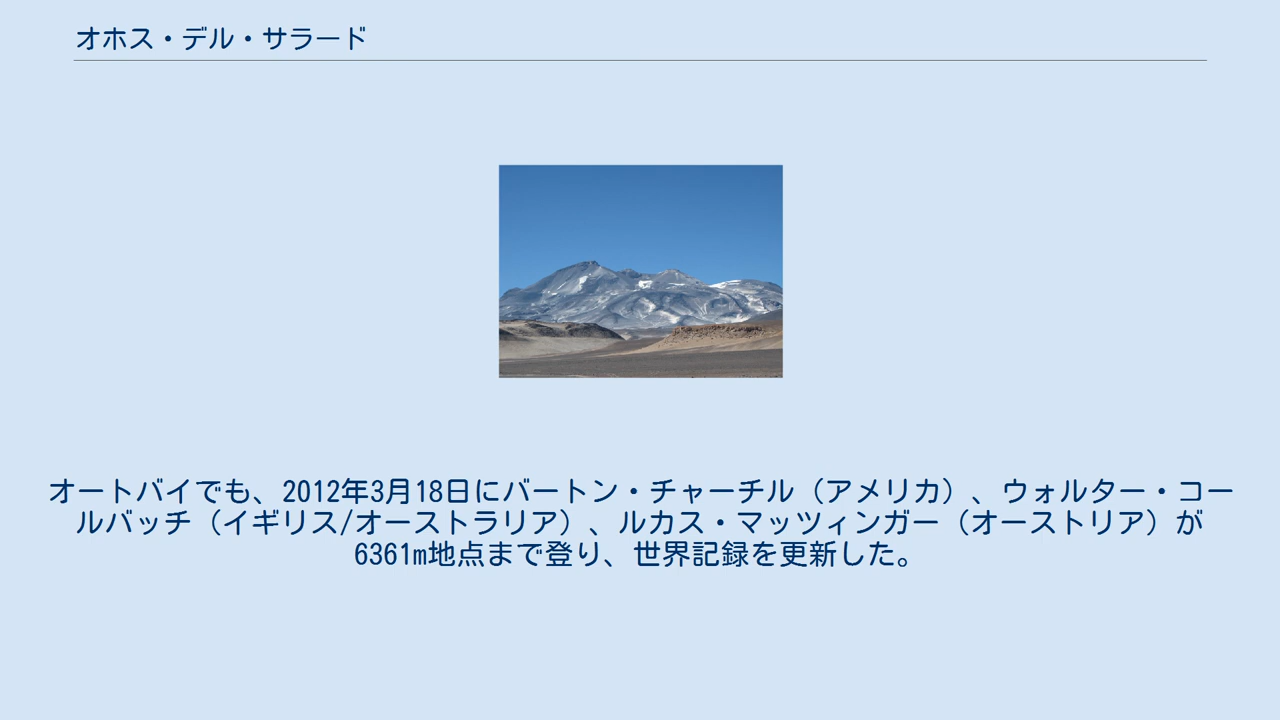 オホス・デル・サラード
オートバイでも、2012年3月18日にバートン・チャーチル（アメリカ）、ウォルター・コー
ルバッチ（イギリス/オーストラリア）、ルカス・マッツィンガー（オーストリア）が
6361m地点まで登り、世界記録を更新した。